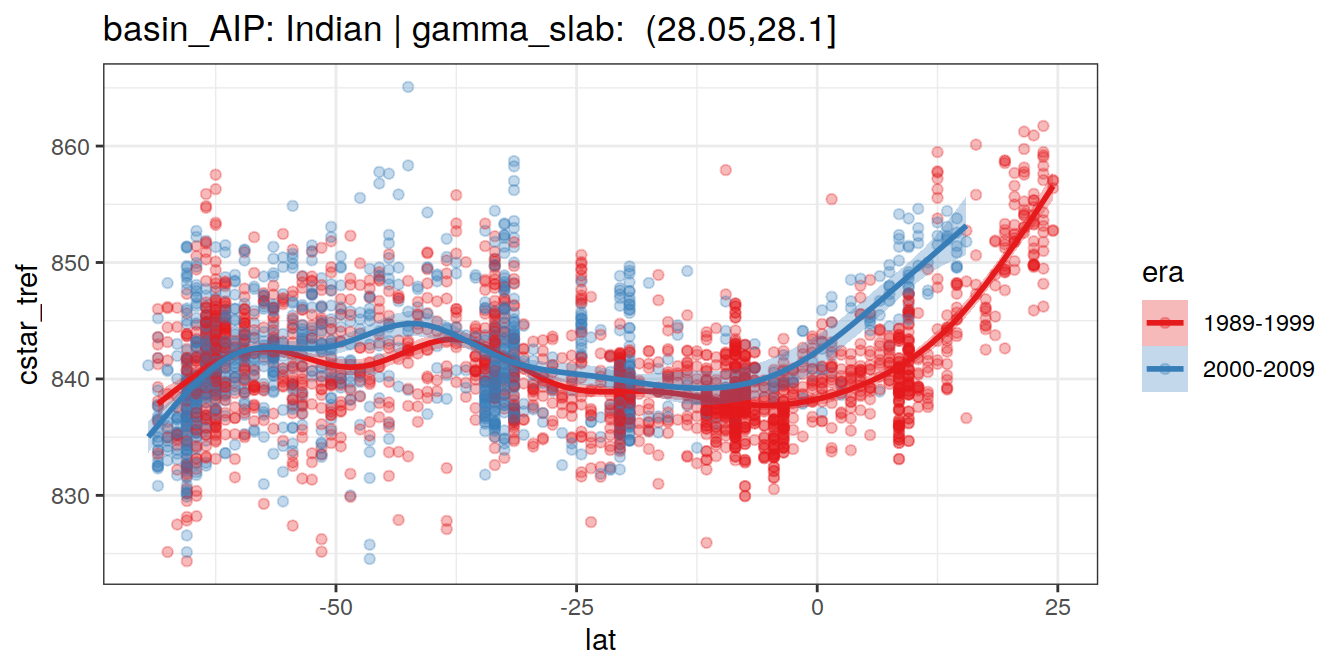 basin_AIP: Indian | gamma_slab:  (28.05,28.1]
cstar_tref
860
850
840
830
-50
-25
0
25
lat
era
1989-1999
2000-2009